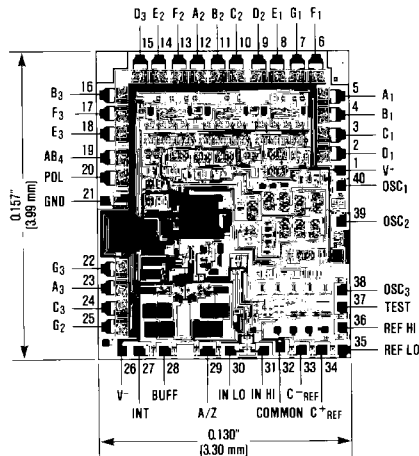 D3 E2 F2 A2 B2 C2 D2 E1 G1 F1
15 14 13 12 11 10 9 8 7 6
B3 16
F3 17
E3 18
AB4 19
POL 20
GND 21
G3 22
A3 23
C3 24
G2 25
5 A1
4 B1
3 C1
2 D1
1 V-
40 OSC1
39 OSC2
38 OSC3
37 TEST
36 REF HI
35 REF LO
26 27 28 29 30 31 32 33 34
V- BUFF IN LO IN HI C-REF
INT A/Z COMMON C+REF
0.157"
(3.99 mm)
0.130"
(3.30 mm)